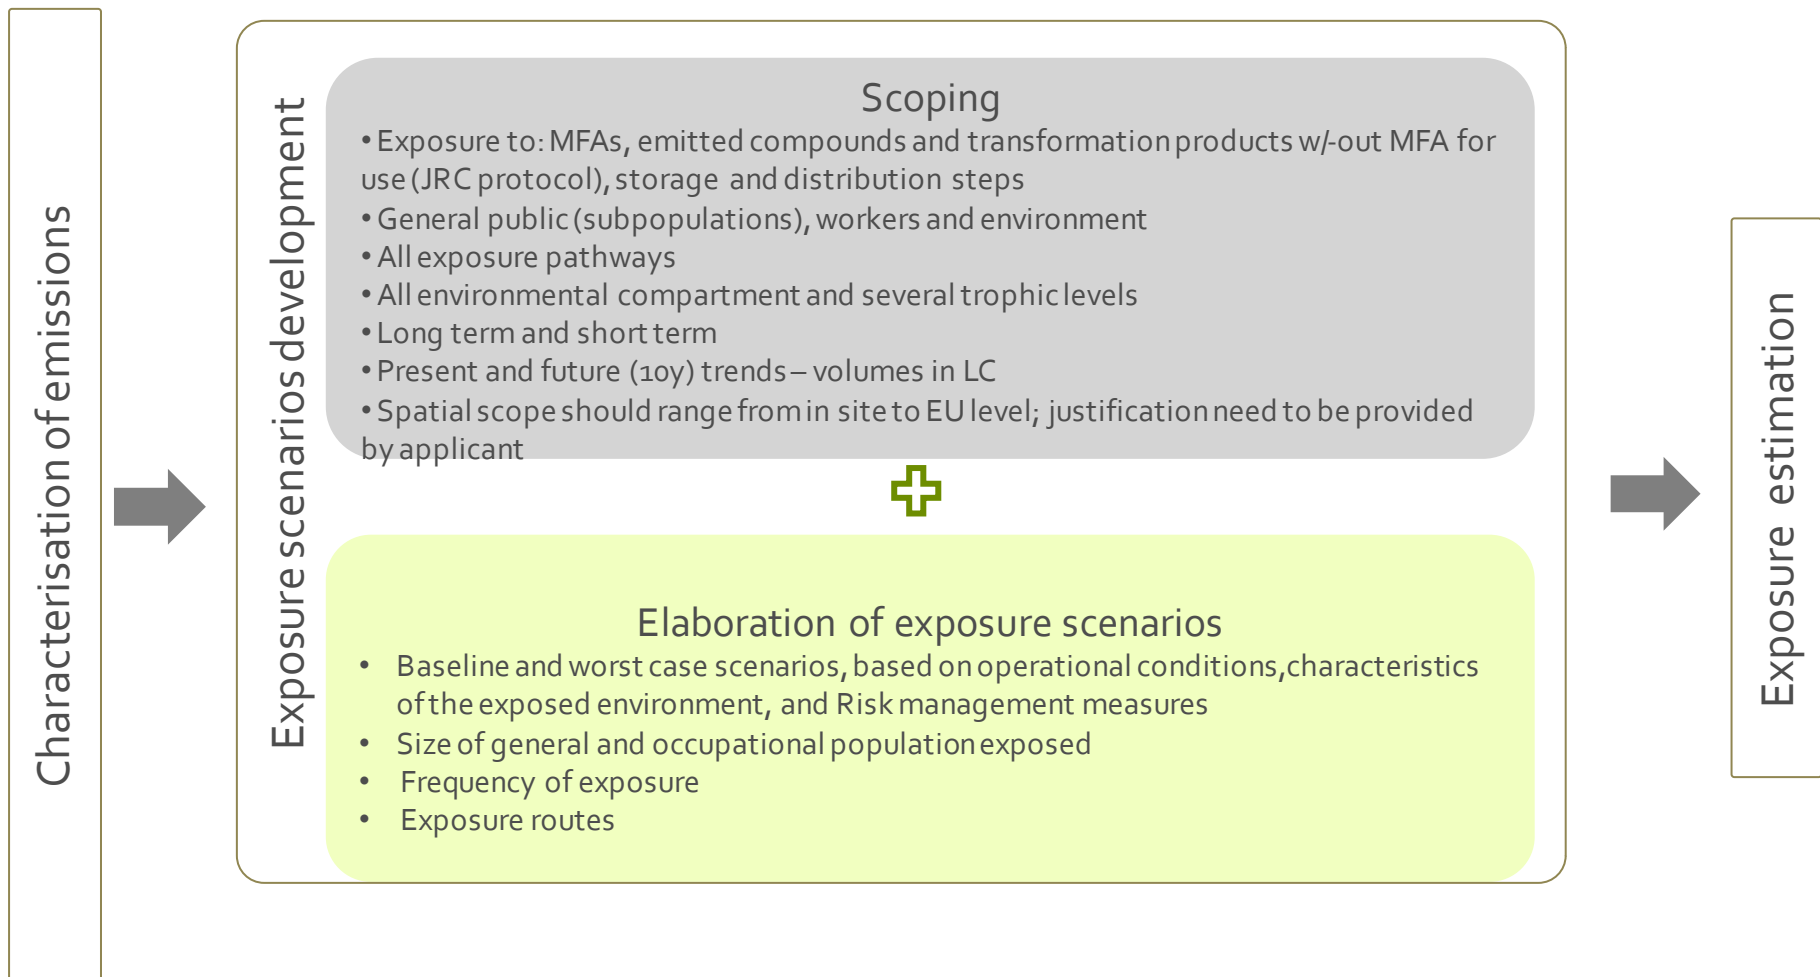 Characterisation of emissions
Exposure scenarios development
Scoping
• Exposure to: MFAs, emitted compounds and transformation products w/-out MFA for
use (JRC protocol), storage and distribution steps
• General public (subpopulations), workers and environment
• All exposure pathways
• All environmental compartment and several trophic levels
• Long term and short term
• Present and future (10y) trends – volumes in LC
• Spatial scope should range from in site to EU level; justification need to be provided
by applicant
Elaboration of exposure scenarios
• Baseline and worst case scenarios, based on operational conditions, characteristics
of the exposed environment, and Risk management measures
• Size of general and occupational population exposed
• Frequency of exposure
• Exposure routes
Exposure estimation